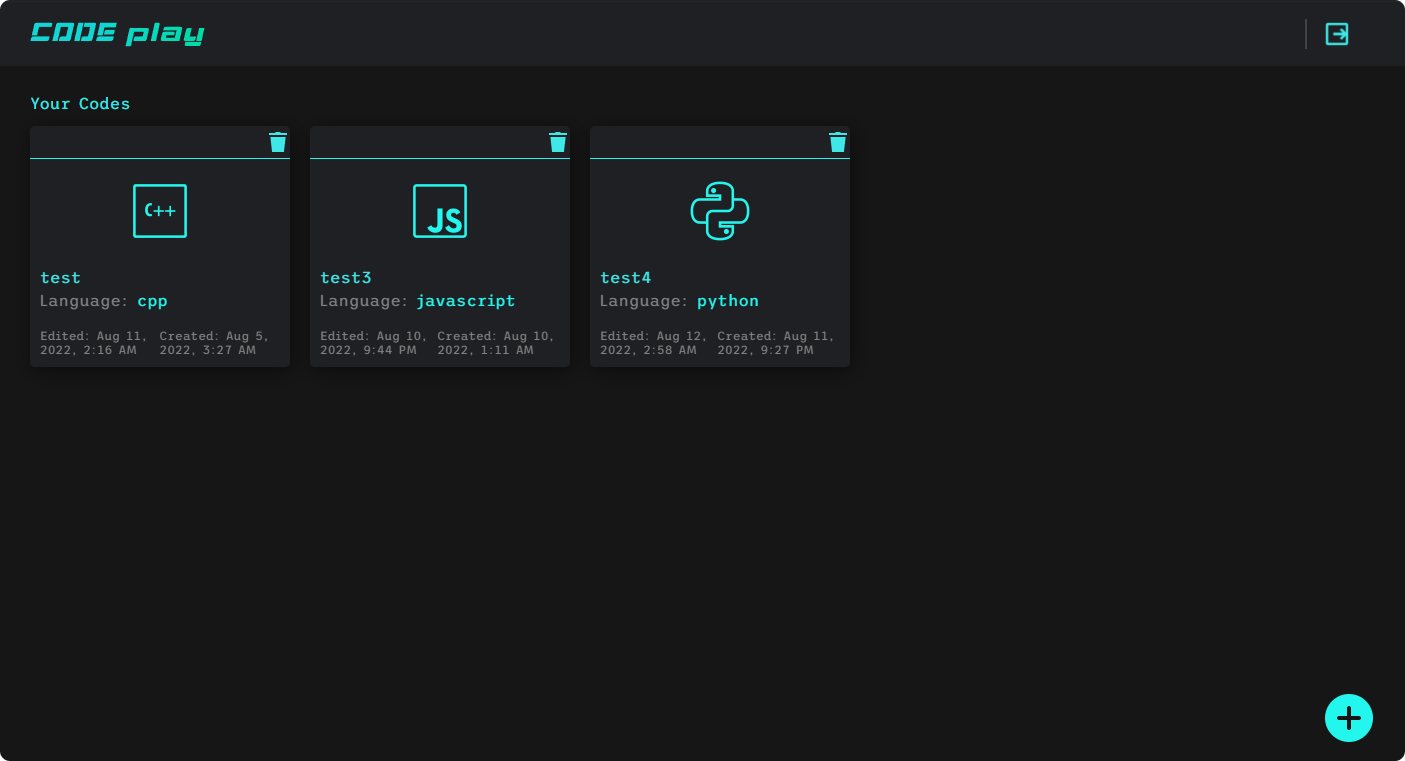 CODE play
Your Codes
C++
test
Language: cpp
Edited: Aug 11, 2022, 2:16 AM
Created: Aug 5, 2022, 3:27 AM
JS
test3
Language: javascript
Edited: Aug 10, 2022, 9:44 PM
Created: Aug 10, 2022, 1:11 AM
test4
Language: python
Edited: Aug 12, 2022, 2:58 AM
Created: Aug 11, 2022, 9:27 PM